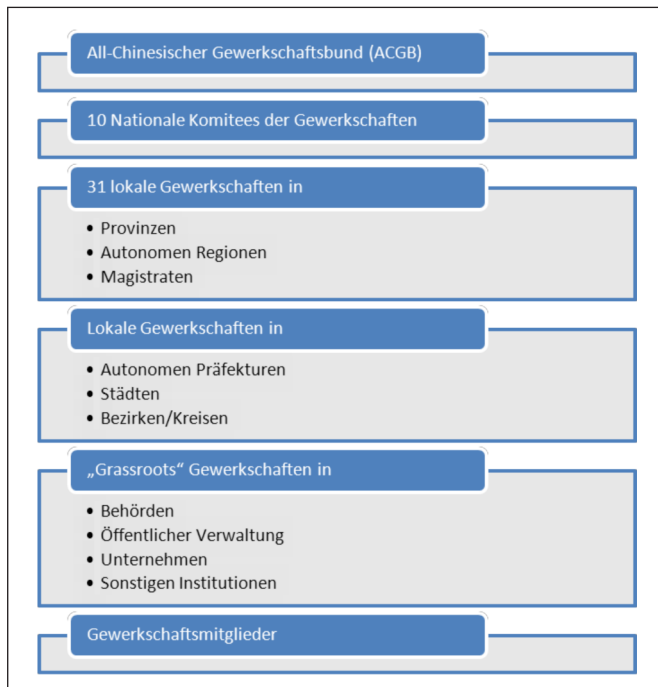 All-Chinesischer Gewerkschaftsbund (ACGB)
10 Nationale Komitees der Gewerkschaften
31 lokale Gewerkschaften in
• Provinzen
• Autonomen Regionen
• Magistraten
Lokale Gewerkschaften in
• Autonomen Präfekturen
• Städten
• Bezirken/Kreisen
„Grassroots“ Gewerkschaften in
• Behörden
• Öffentlicher Verwaltung
• Unternehmen
• Sonstigen Institutionen
Gewerkschaftsmitglieder